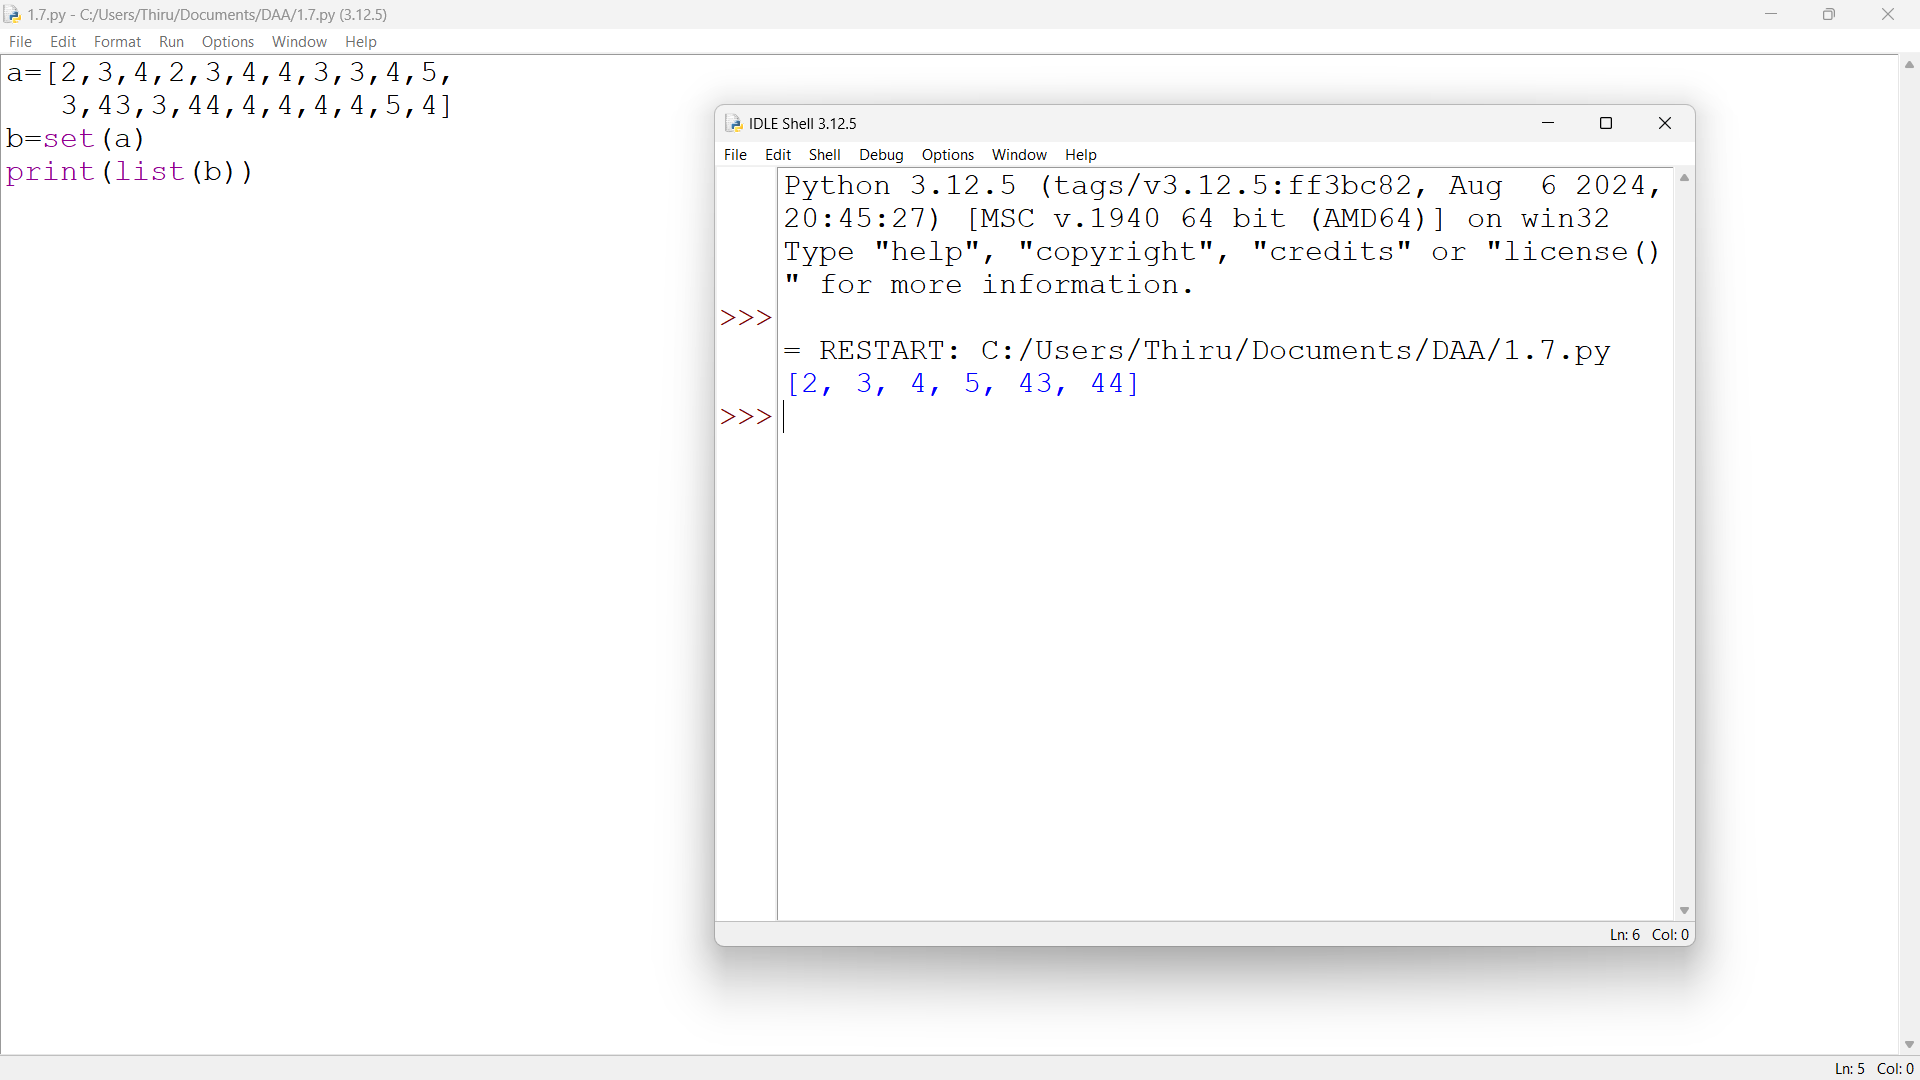 1.7.py - C:/Users/Thiru/Documents/DAA/1.7.py (3.12.5)
File Edit Format Run Options Window Help
a=[2,3,4,2,3,4,4,3,3,4,5,
   3,43,3,44,4,4,4,4,5,4]
b=set(a)
print(list(b))
IDLE Shell 3.12.5
File Edit Shell Debug Options Window Help
Python 3.12.5 (tags/v3.12.5:ff3bc82, Aug  6 2024,
20:45:27) [MSC v.1940 64 bit (AMD64)] on win32
Type "help", "copyright", "credits" or "license()
" for more information.
>>>
= RESTART: C:/Users/Thiru/Documents/DAA/1.7.py
[2, 3, 4, 5, 43, 44]
>>>
Ln: 6 Col: 0
Ln: 5 Col: 0